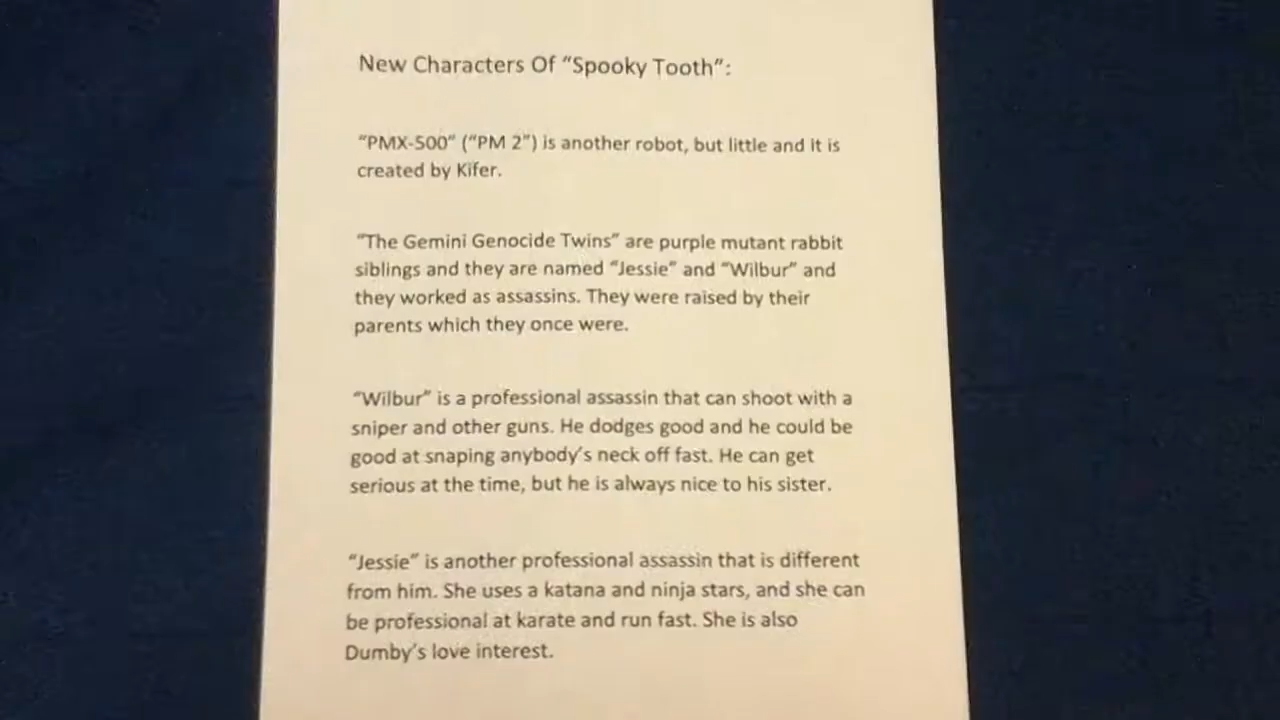 New Characters Of “Spooky Tooth”:
“PMX-500” (“PM 2”) is another robot, but little and it is
created by Kifer.
“The Gemini Genocide Twins” are purple mutant rabbit
siblings and they are named “Jessie” and “Wilbur” and
they worked as assassins. They were raised by their
parents which they once were.
“Wilbur” is a professional assassin that can shoot with a
sniper and other guns. He dodges good and he could be
good at snaping anybody’s neck off fast. He can get
serious at the time, but he is always nice to his sister.
“Jessie” is another professional assassin that is different
from him. She uses a katana and ninja stars, and she can
be professional at karate and run fast. She is also
Dumby’s love interest.